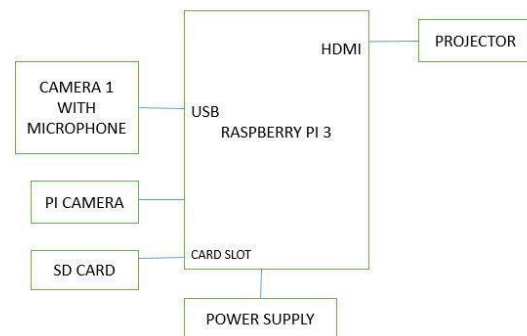 HDMI
PROJECTOR
CAMERA 1
WITH
MICROPHONE
USB
RASPBERRY PI 3
PI CAMERA
CARD SLOT
SD CARD
POWER SUPPLY